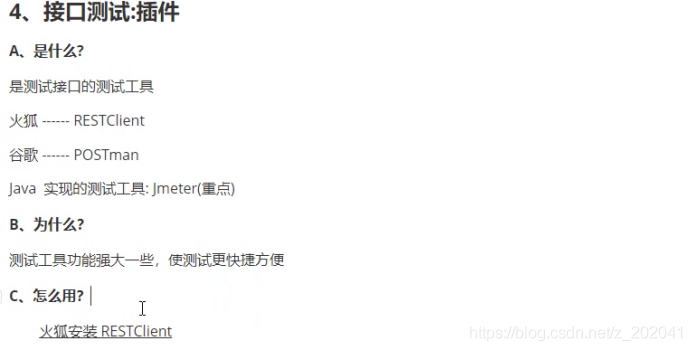 4、接口测试:插件
A、是什么?
是测试接口的测试工具
火狐 ------ RESTClient
谷歌 ------ POSTman
Java 实现的测试工具: Jmeter(重点)
B、为什么?
测试工具功能强大一些，使测试更快捷方便
C、怎么用?
火狐安装 RESTClient
https://blog.csdn.net/z_202041